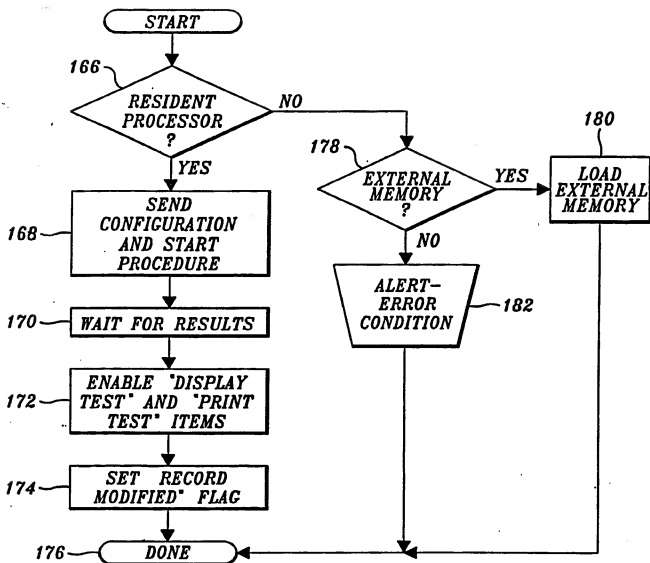 START
166
RESIDENT
PROCESSOR
?
NO
YES
178
EXTERNAL
MEMORY
?
YES
NO
180
LOAD
EXTERNAL
MEMORY
168
SEND
CONFIGURATION
AND START
PROCEDURE
ALERT-
ERROR
CONDITION
182
170
WAIT FOR RESULTS
172
ENABLE "DISPLAY
TEST" AND "PRINT
TEST" ITEMS
174
SET RECORD
MODIFIED" FLAG
176
DONE